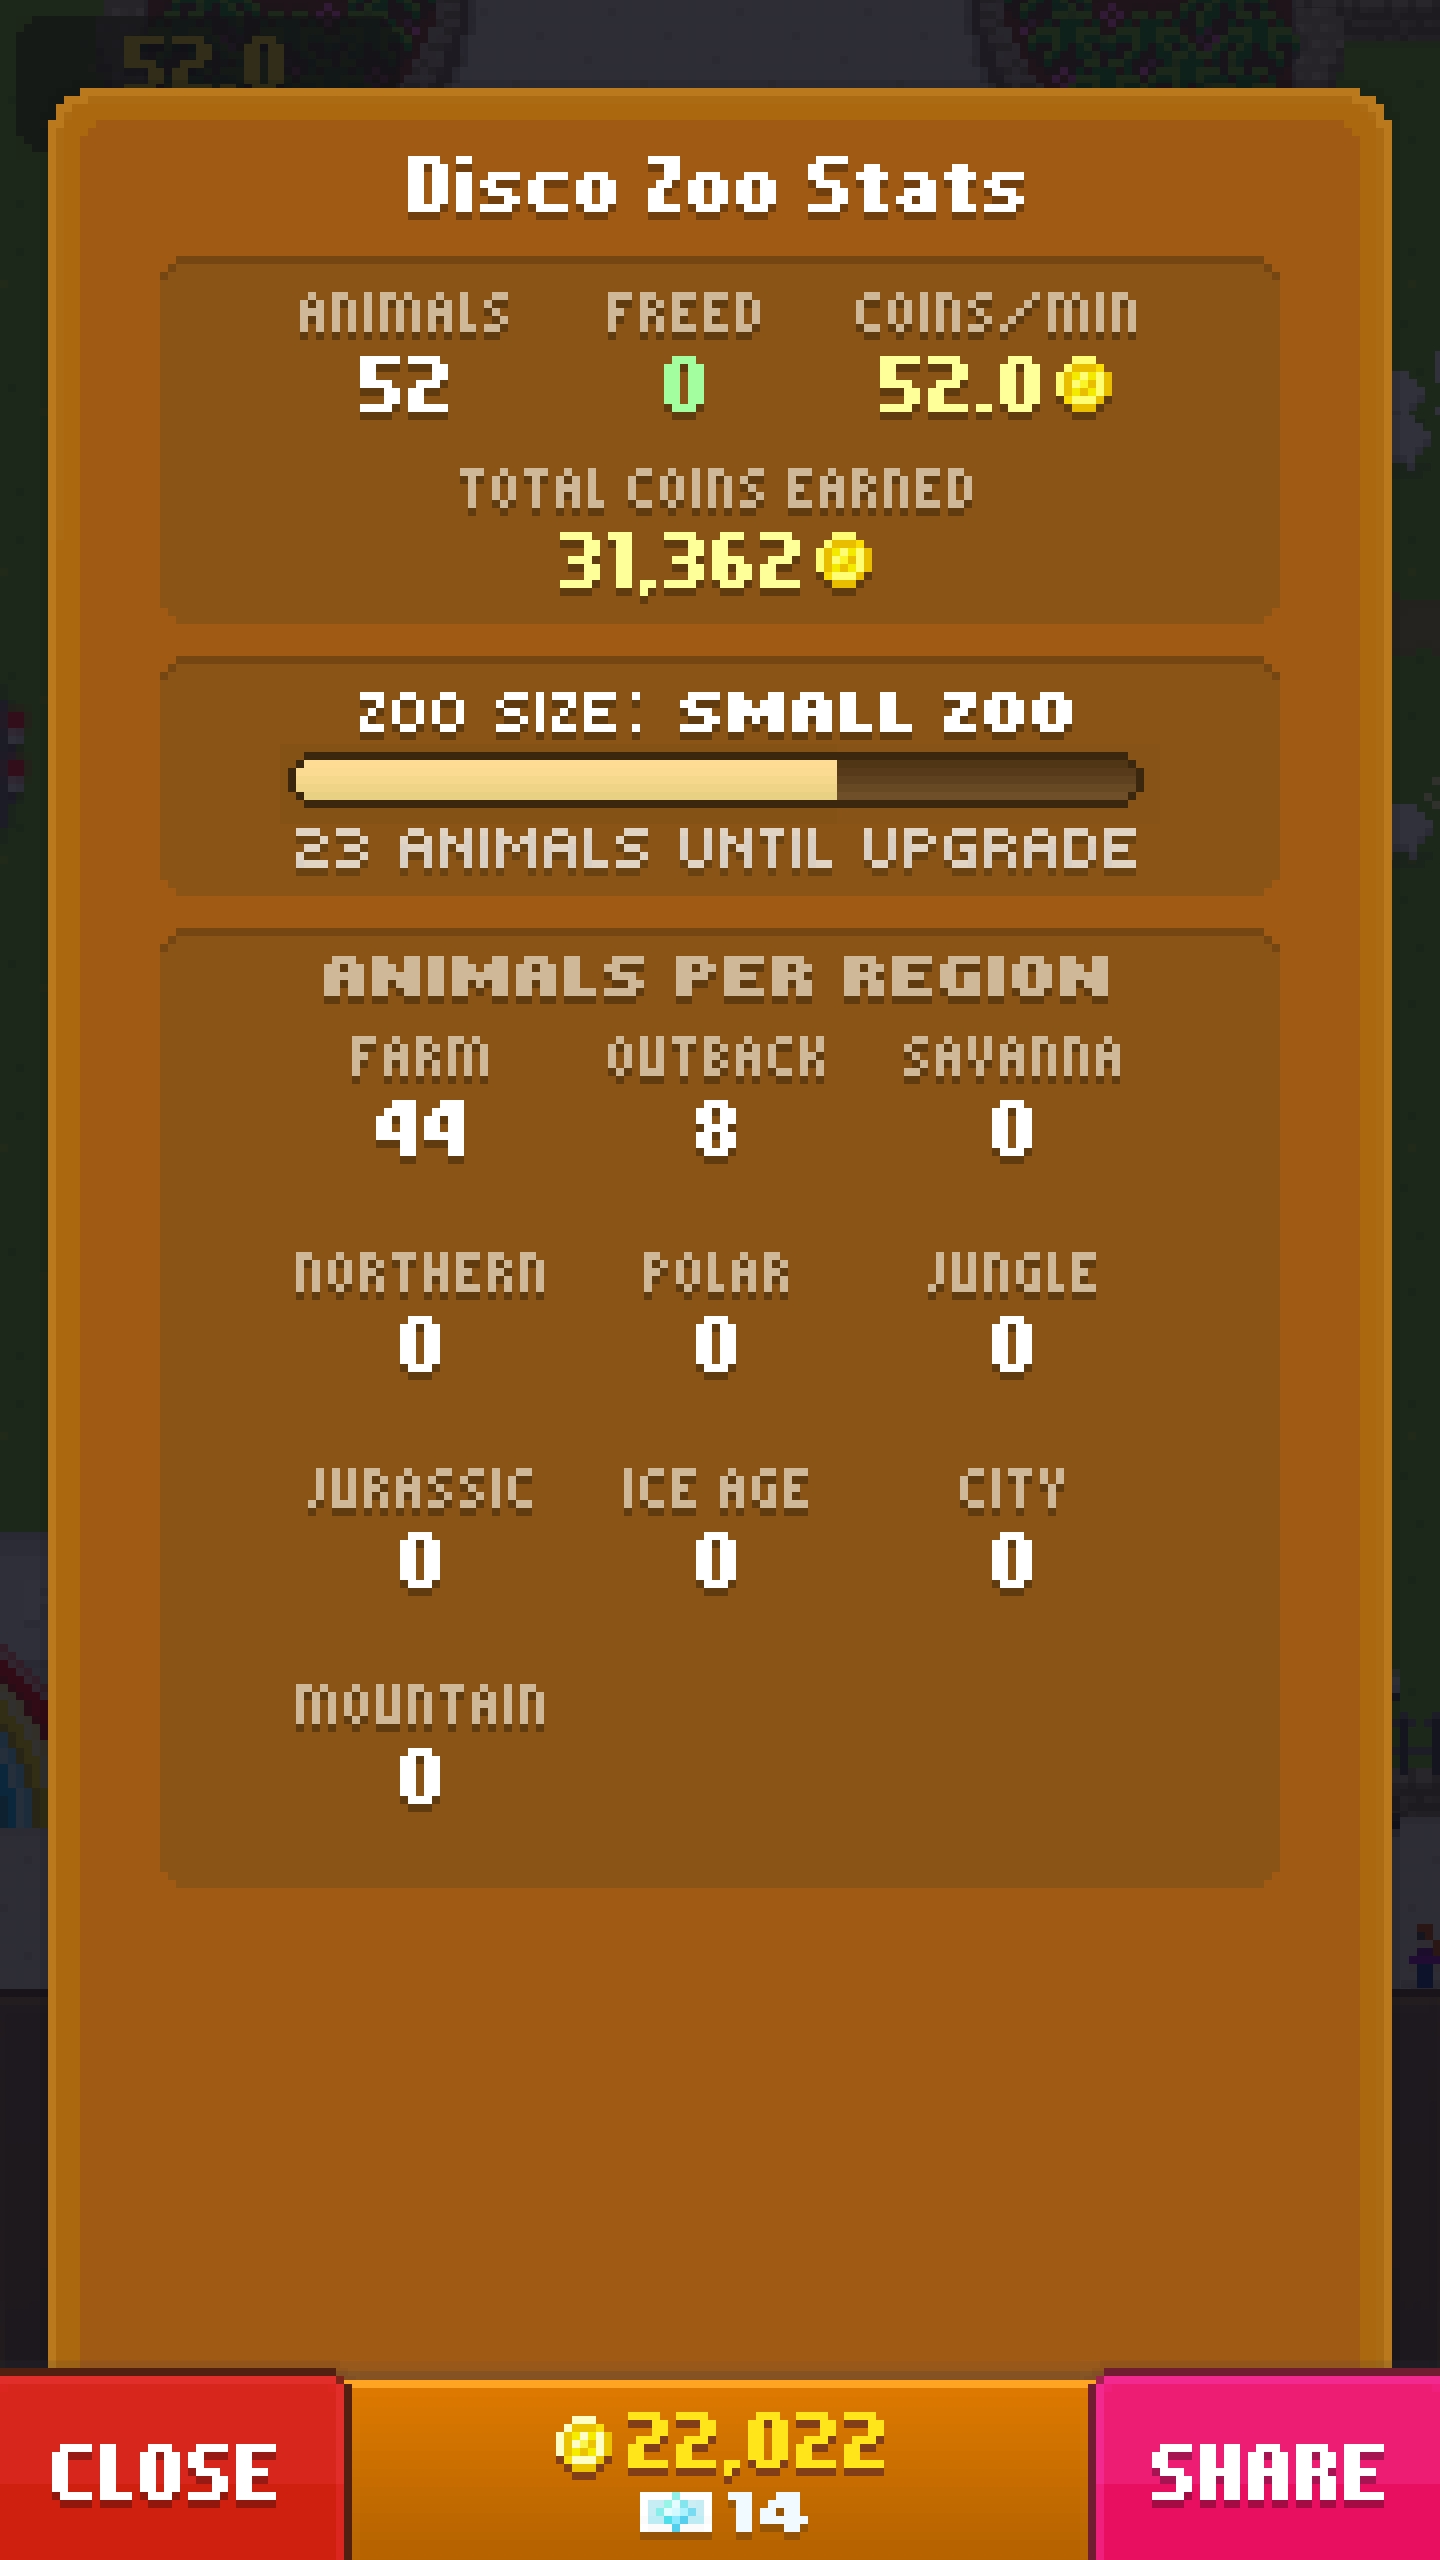 52.0
Disco Zoo Stats
ANIMALS FREED COINS/MIN
52 0 52.0
TOTAL COINS EARNED
31,362
ZOO SIZE: SMALL ZOO
23 ANIMALS UNTIL UPGRADE
ANIMALS PER REGION
FARM OUTBACK SAVANNA
44 8 0
NORTHERN POLAR JUNGLE
0 0 0
JURASSIC ICE AGE CITY
0 0 0
MOUNTAIN
0
CLOSE 22,022 SHARE
14